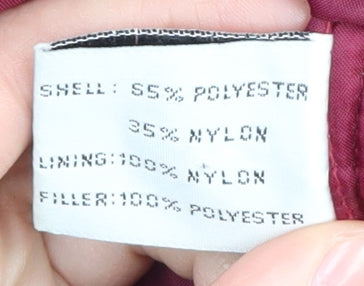 SHELL: 65% POLYESTER
35% NYLON
LINING:100% NYLON
FILLER:100% POLYESTER